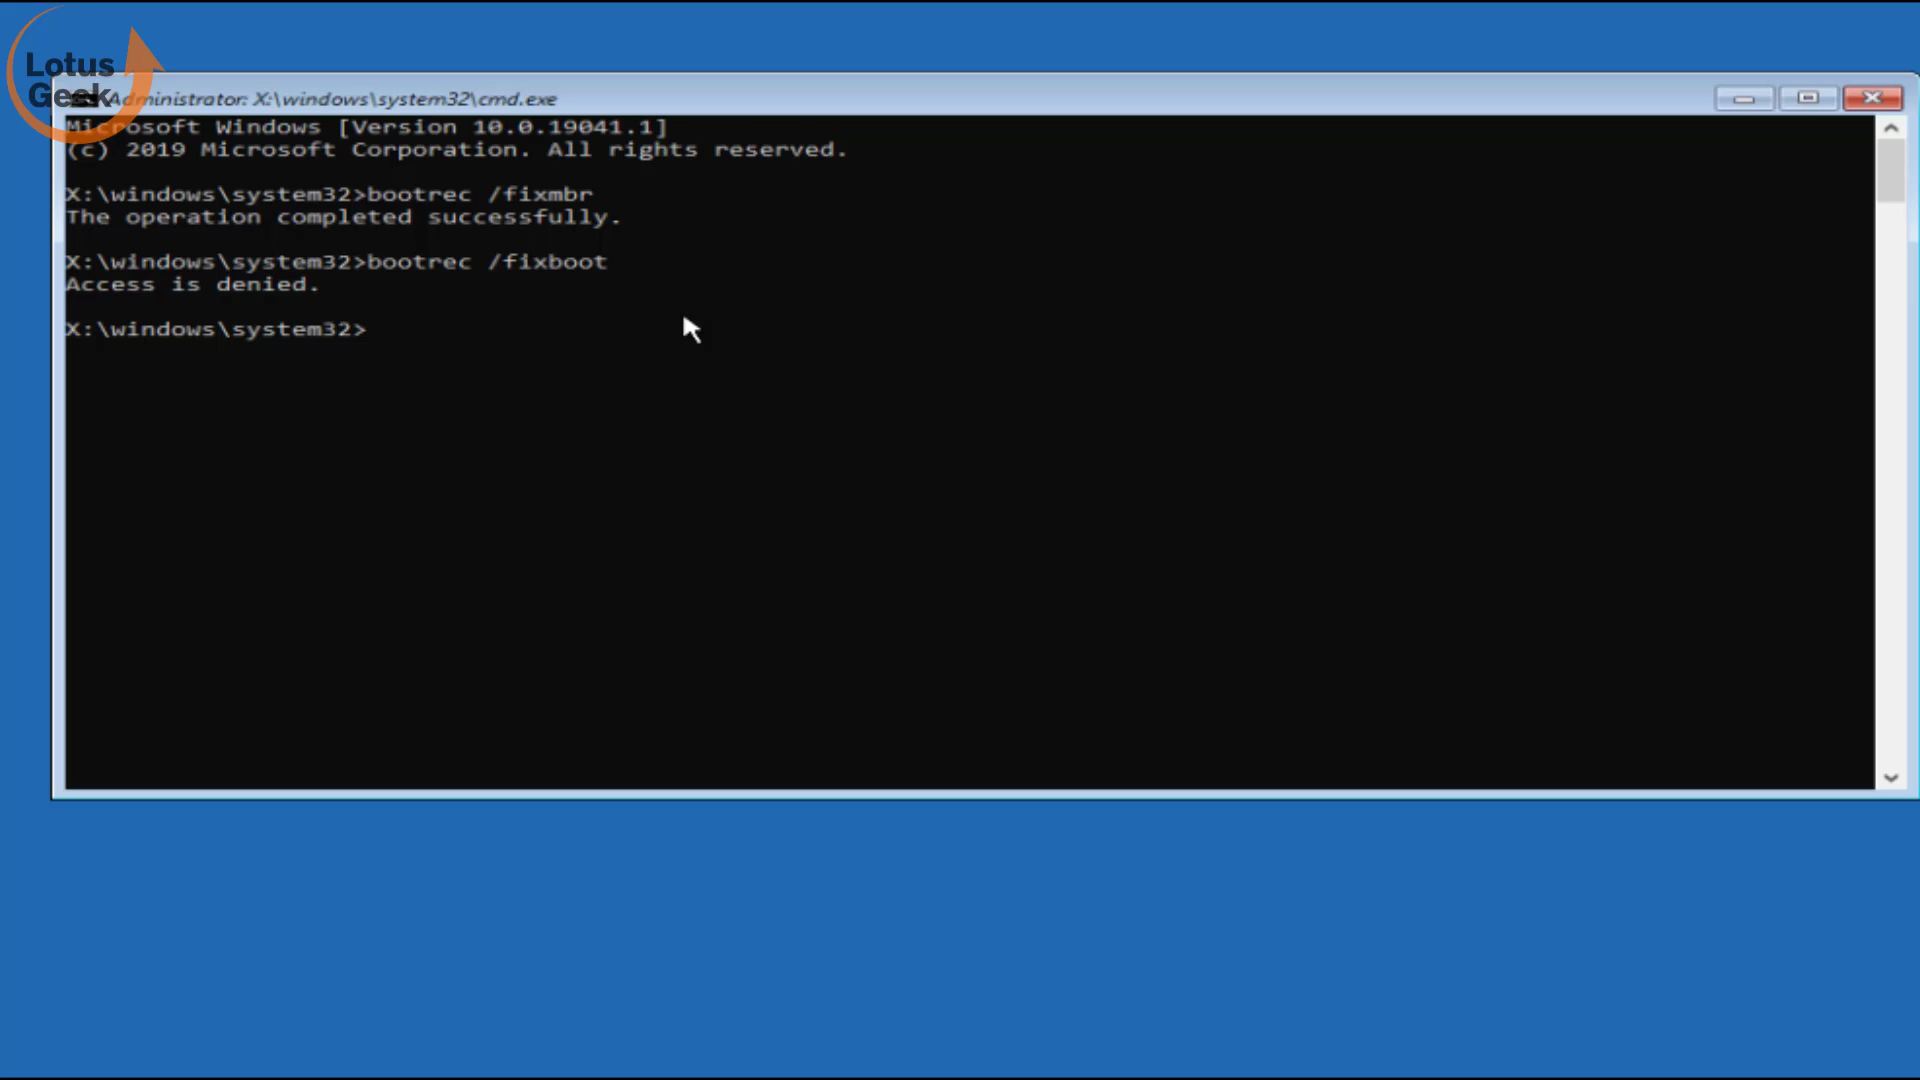 Lotus
Geek
Administrator: X:\windows\system32\cmd.exe
Microsoft Windows [Version 10.0.19041.1]
(c) 2019 Microsoft Corporation. All rights reserved.
X:\windows\system32>bootrec /fixmbr
The operation completed successfully.
X:\windows\system32>bootrec /fixboot
Access is denied.
X:\windows\system32>